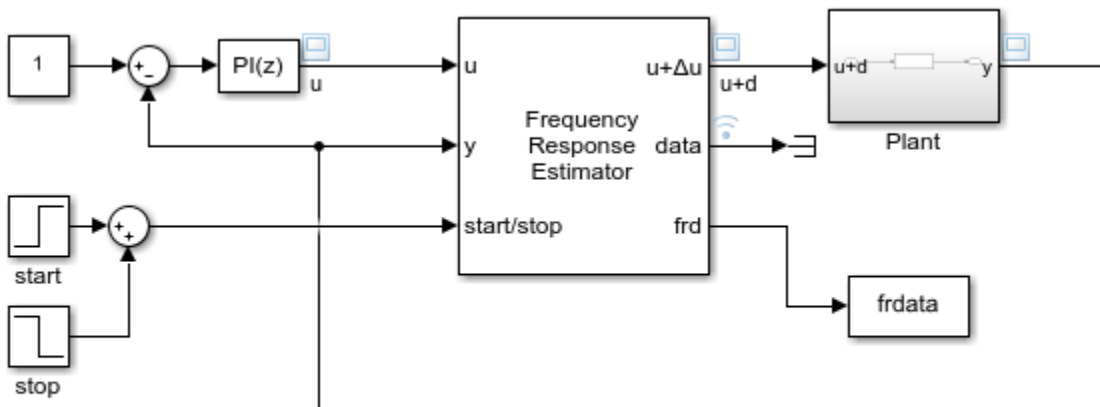 1
+
−
PI(z)
u
u
u+Δu
u+d
u+d
y
Plant
Frequency
Response
Estimator
y
data
+
+
start/stop
frd
start
stop
frdata